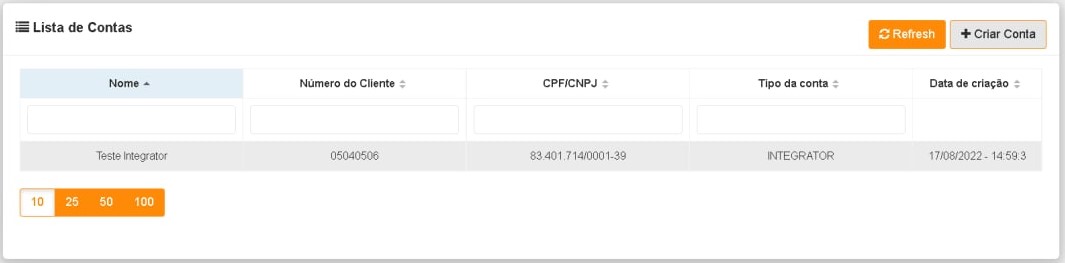 Lista de Contas
Refresh
Criar Conta
Nome Número do Cliente CPF/CNPJ Tipo da conta Data de criação
Teste Integrator 05040506 83.401.714/0001-39 INTEGRATOR 17/08/2022 - 14:59:3
10 25 50 100